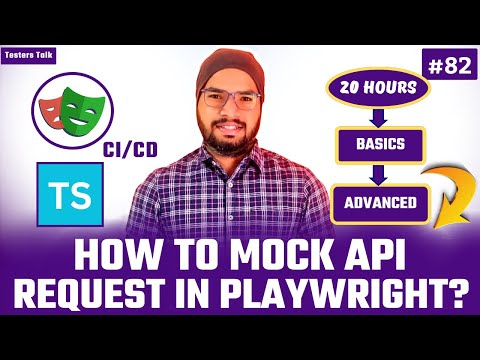 Testers Talk
#82
20 HOURS
CI/CD
BASICS
TS
ADVANCED
HOW TO MOCK API
REQUEST IN PLAYWRIGHT?